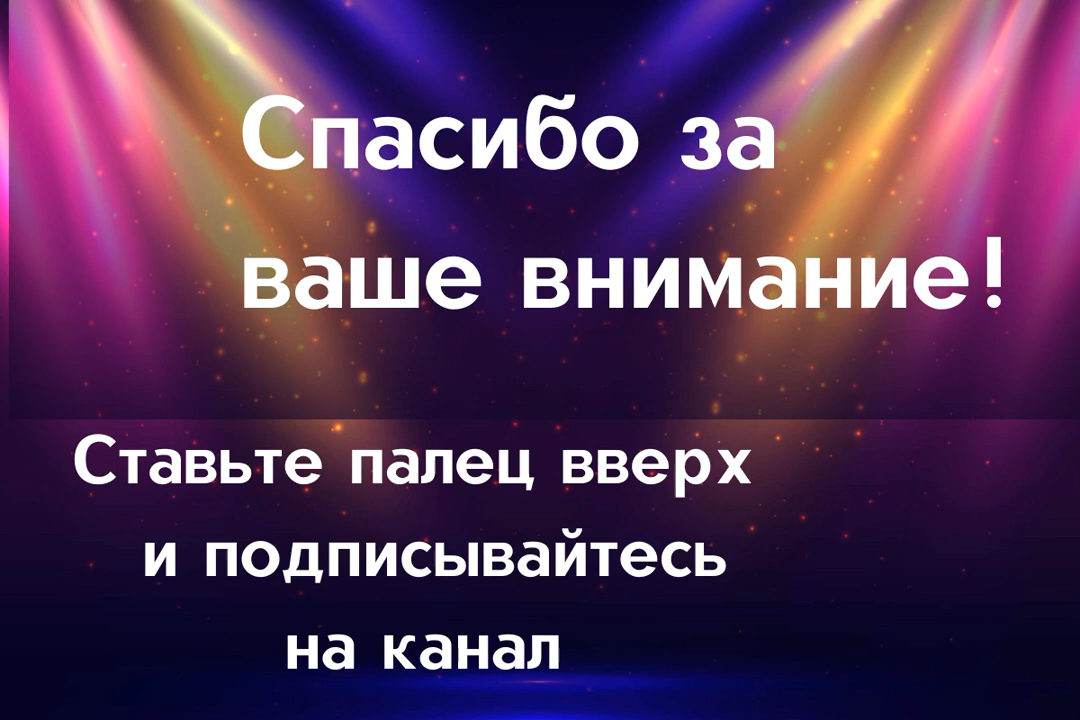 Спасибо за
ваше внимание!
Ставьте палец вверх
и подписывайтесь
на канал